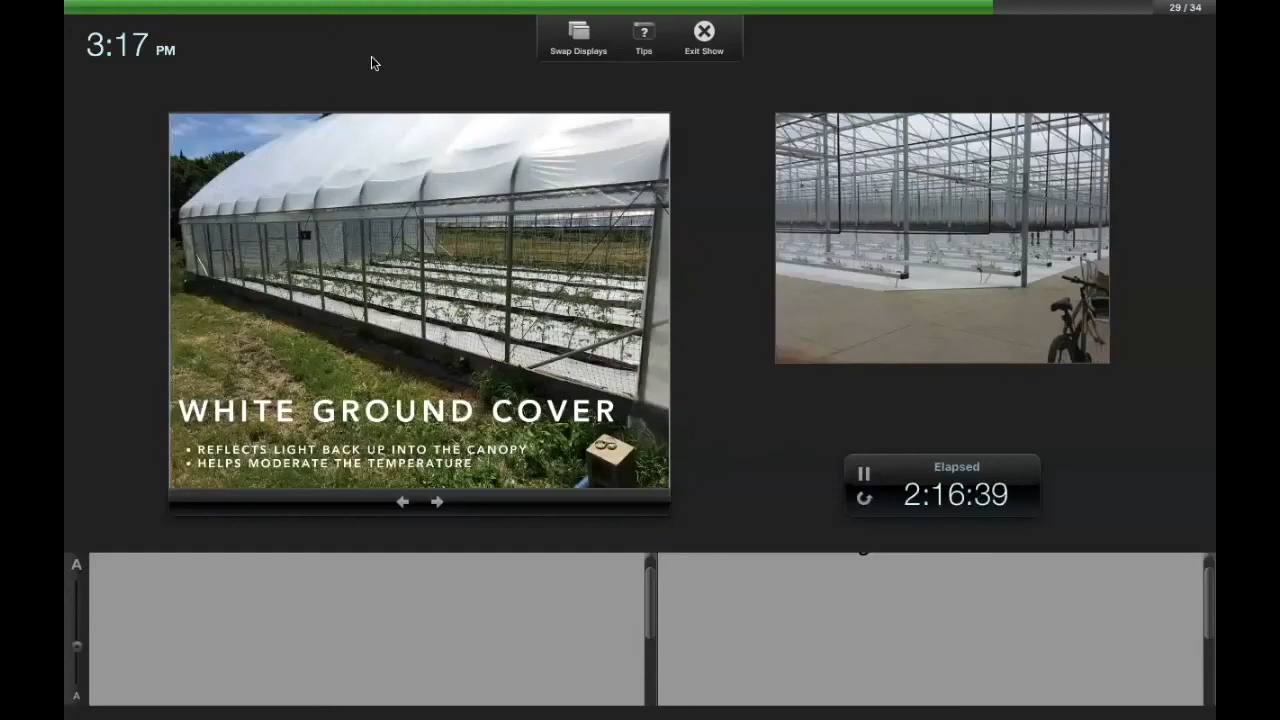 29 / 34
3:17 PM
Swap Displays
Tips
Exit Show
WHITE GROUND COVER
• REFLECTS LIGHT BACK UP INTO THE CANOPY
• HELPS MODERATE THE TEMPERATURE
Elapsed
2:16:39
A
A